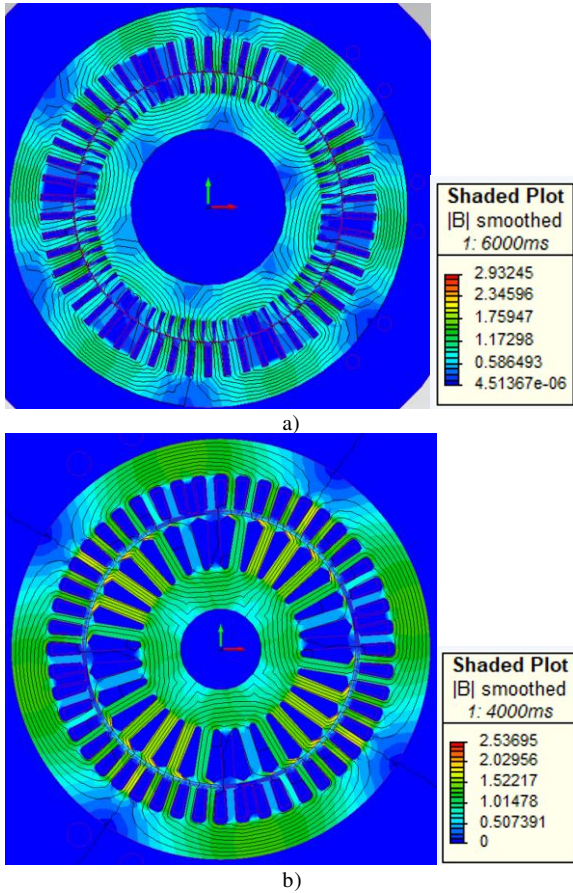 Shaded Plot
|B| smoothed
1: 6000ms
2.93245
2.34596
1.75947
1.17298
0.586493
4.51367e-06
a)
Shaded Plot
|B| smoothed
1: 4000ms
2.53695
2.02956
1.52217
1.01478
0.507391
0
b)